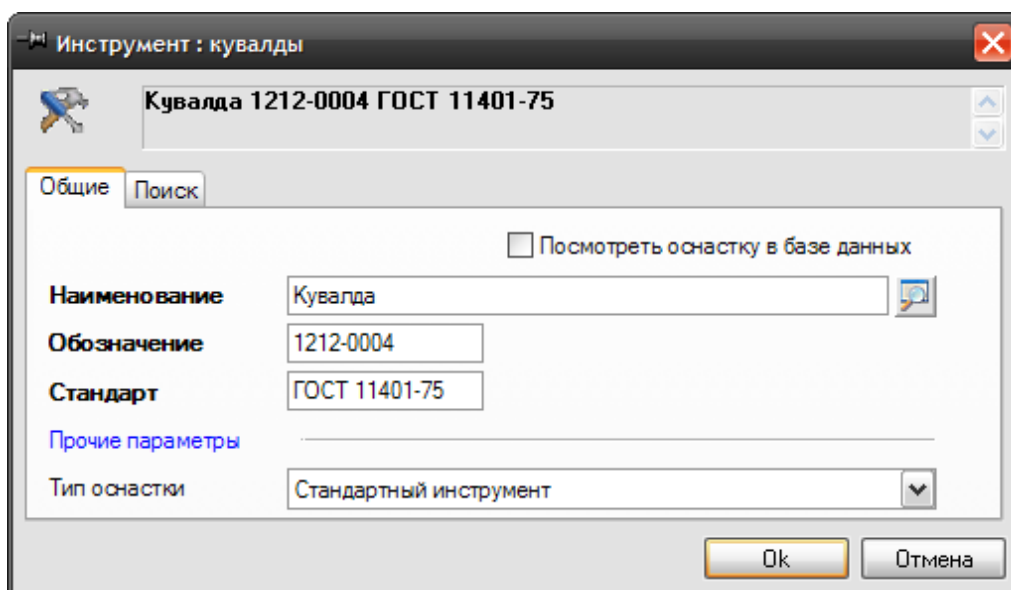 Инструмент : кувалды
Кувалда 1212-0004 ГОСТ 11401-75
Общие Поиск
Посмотреть оснастку в базе данных
Наименование Кувалда
Обозначение 1212-0004
Стандарт ГОСТ 11401-75
Прочие параметры
Тип оснастки Стандартный инструмент
Ok Отмена